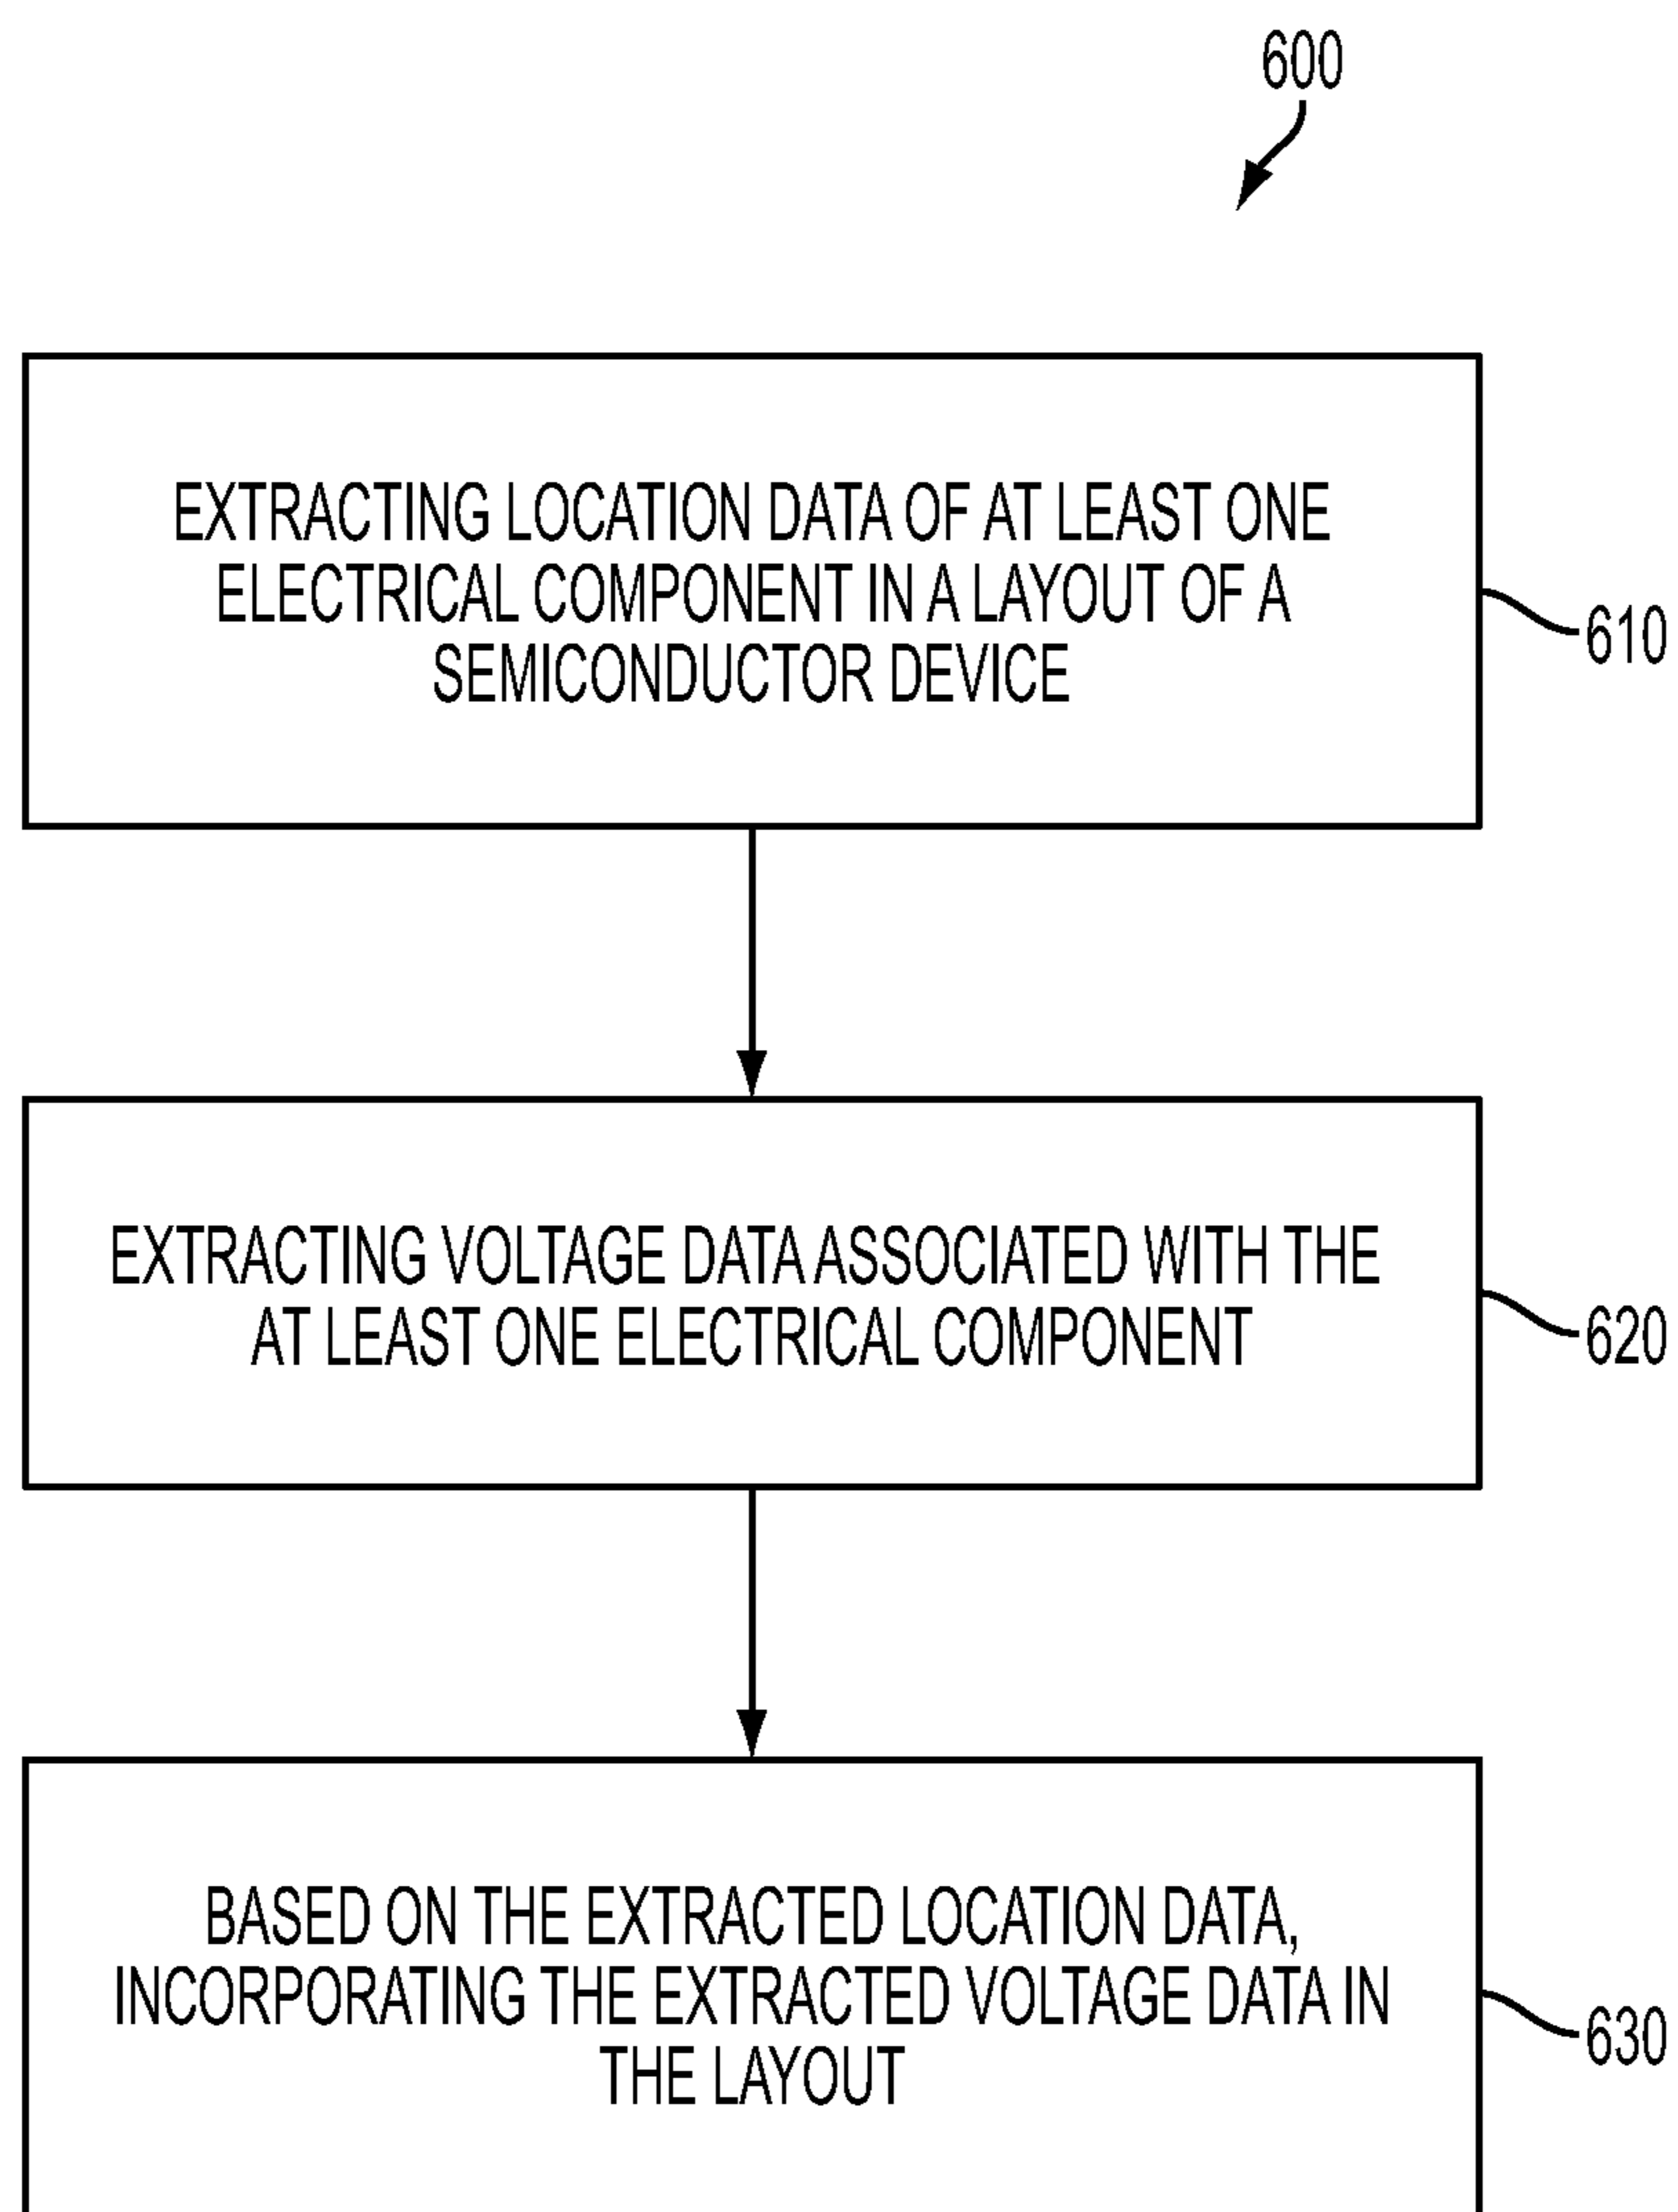 600
EXTRACTING LOCATION DATA OF AT LEAST ONE
ELECTRICAL COMPONENT IN A LAYOUT OF A
SEMICONDUCTOR DEVICE
610
EXTRACTING VOLTAGE DATA ASSOCIATED WITH THE
AT LEAST ONE ELECTRICAL COMPONENT
620
BASED ON THE EXTRACTED LOCATION DATA,
INCORPORATING THE EXTRACTED VOLTAGE DATA IN
THE LAYOUT
630